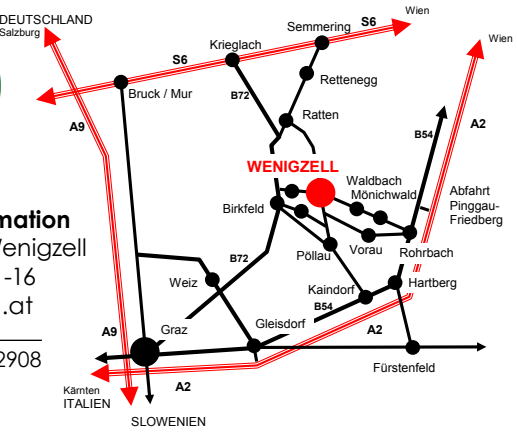 DEUTSCHLAND
Salzburg
Wien
Semmering
S6
Wien
Krieglach
S6
Rettenegg
Bruck / Mur
B72
Ratten
A9
B54
A2
WENIGZELL
Waldbach
Mönichwald
Abfahrt
Pinggau-
Friedberg
Birkfeld
mation
Wenigzell
-16
.at
2908
Pöllau
Vorau
Rohrbach
B72
Weiz
Kaindorf
Hartberg
B54
A9
Graz
Gleisdorf
A2
Fürstenfeld
Kärnten
ITALIEN
A2
SLOWENIEN